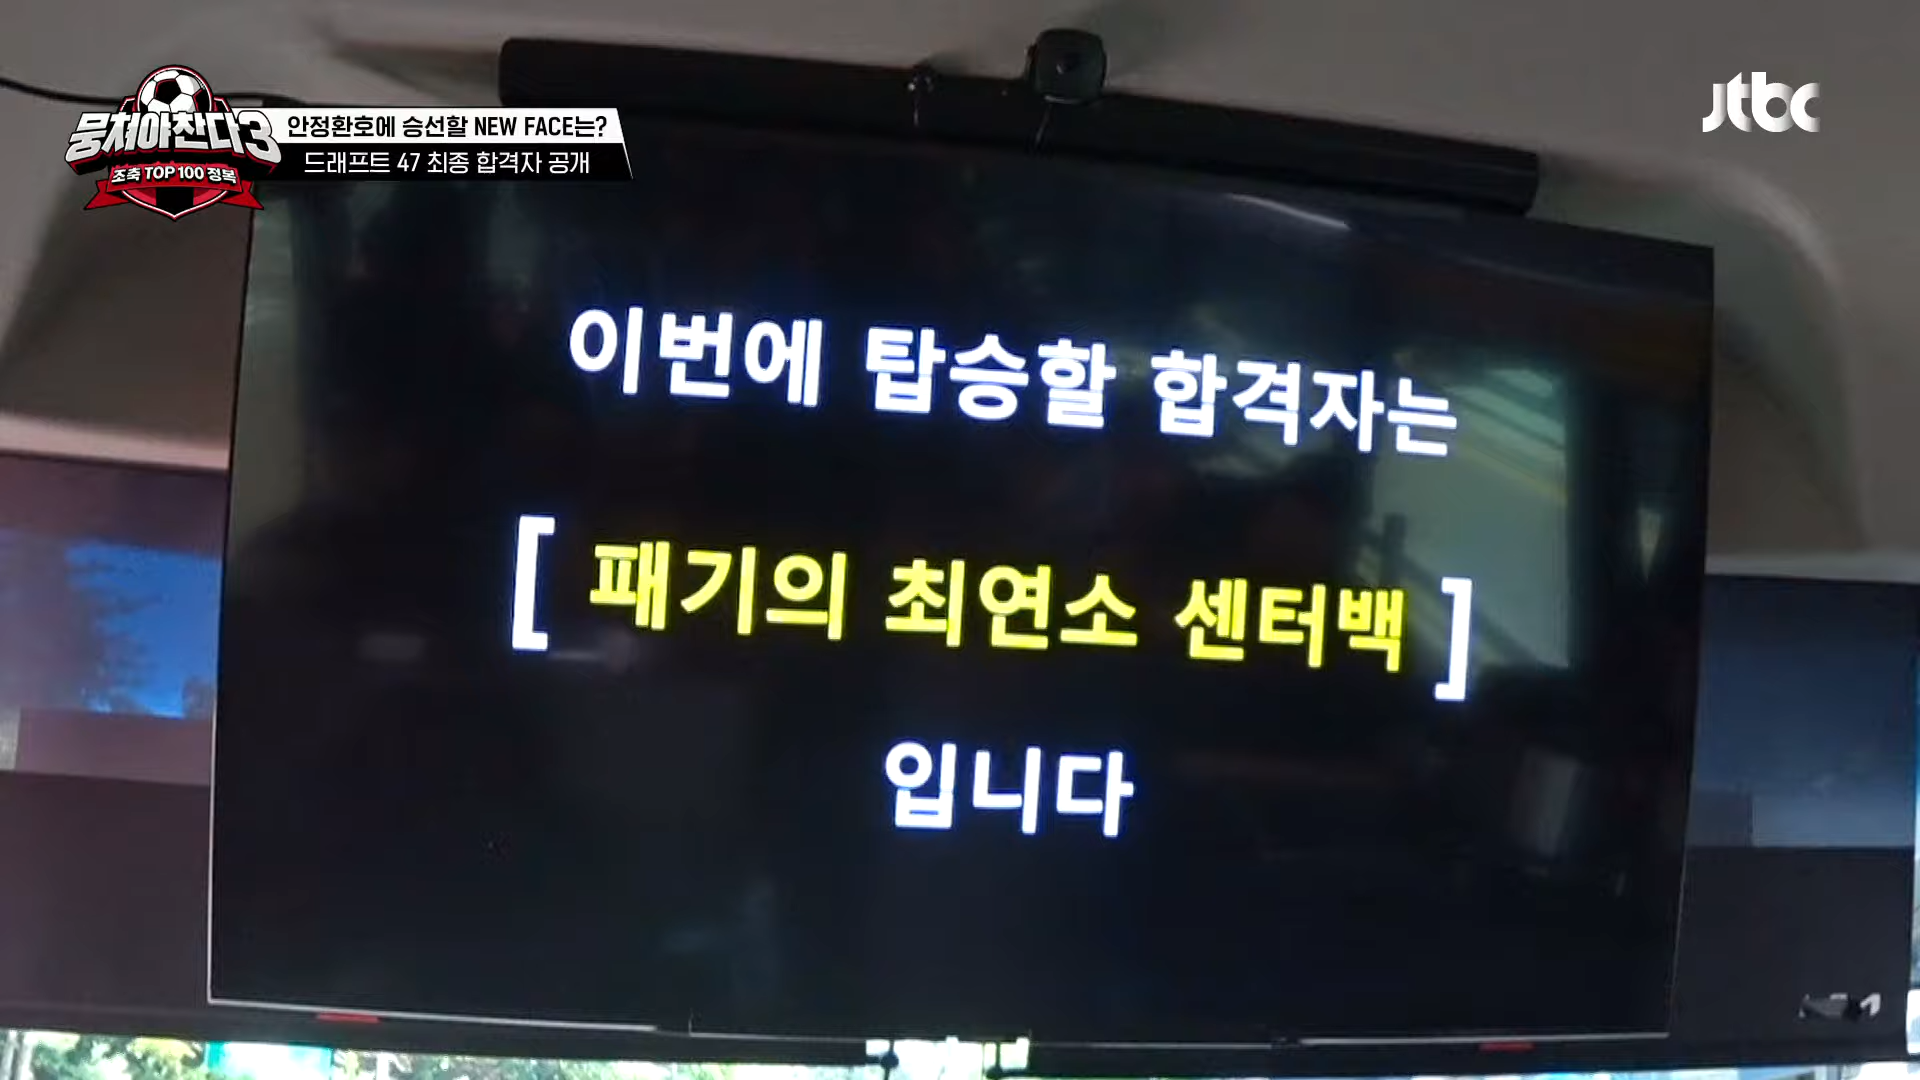 뭉쳐야찬다3
조축 TOP 100 정복
안정환호에 승선할 NEW FACE는?
드래프트 47 최종 합격자 공개
jtbc
이번에 탑승할 합격자는
[ 패기의 최연소 센터백 ]
입니다